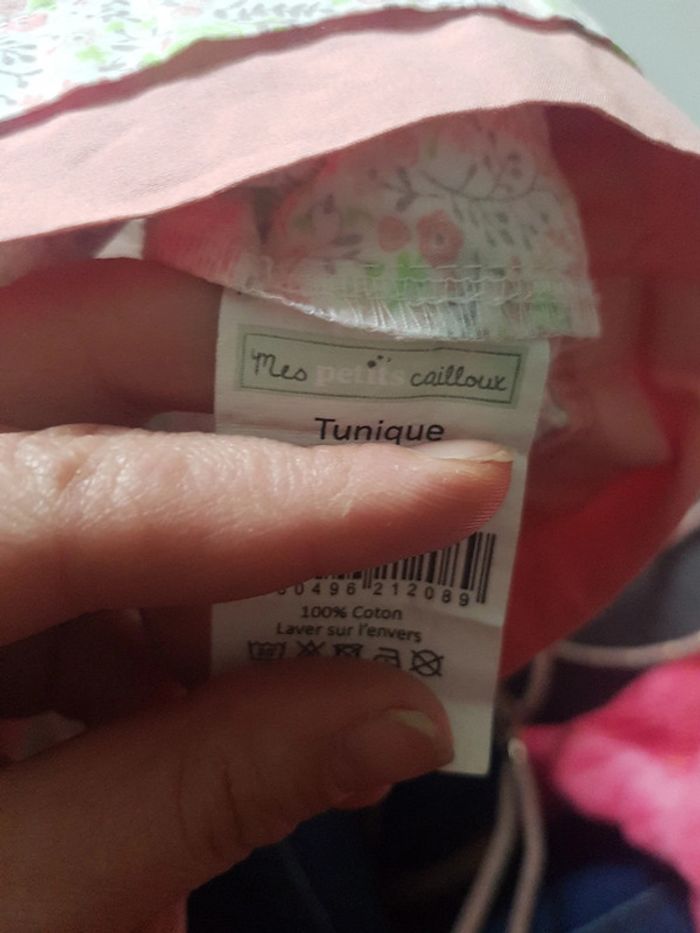 Mes petits cailloux
Tunique
0496 212089
100% Coton
Laver sur l'envers